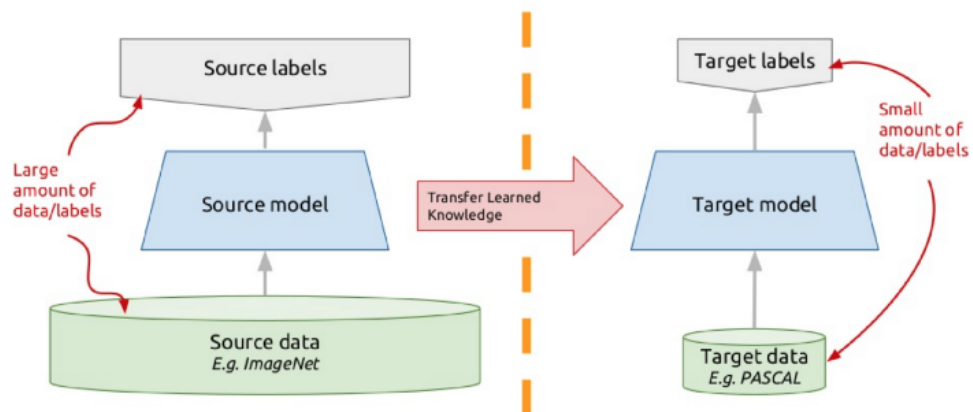 Source labels
Large
amount of
data/labels
Source model
Source data
E.g. ImageNet
Transfer Learned
Knowledge
Target labels
Small
amount of
data/labels
Target model
Target data
E.g. PASCAL